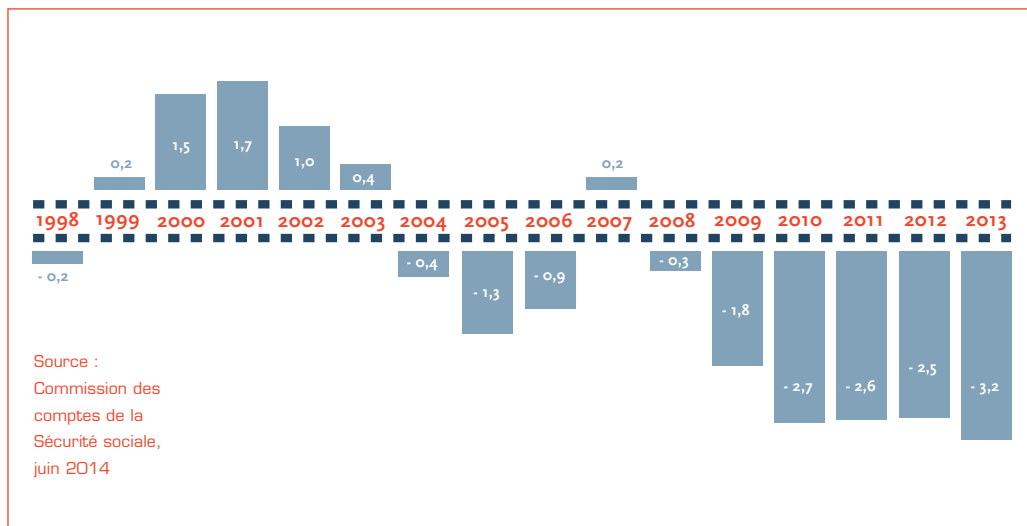 0,2
1,5
1,7
1,0
0,4
0,2
1998 1999 2000 2001 2002 2003 2004 2005 2006 2007 2008 2009 2010 2011 2012 2013
- 0,2
- 0,4
- 1,3
- 0,9
- 0,3
- 1,8
- 2,7
- 2,6
- 2,5
- 3,2
Source :
Commission des
comptes de la
Sécurité sociale,
juin 2014